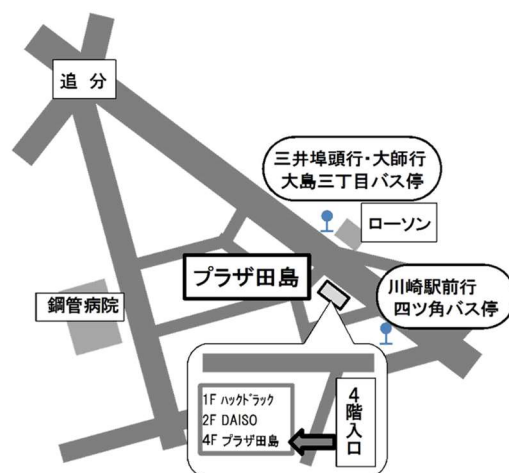 追 分
三井埠頭行・大師行
大島三丁目バス停
ローソン
プラザ田島
川崎駅前行
四ツ角バス停
鋼管病院
1F ハックドラック
2F DAISO
4F プラザ田島
4階入口